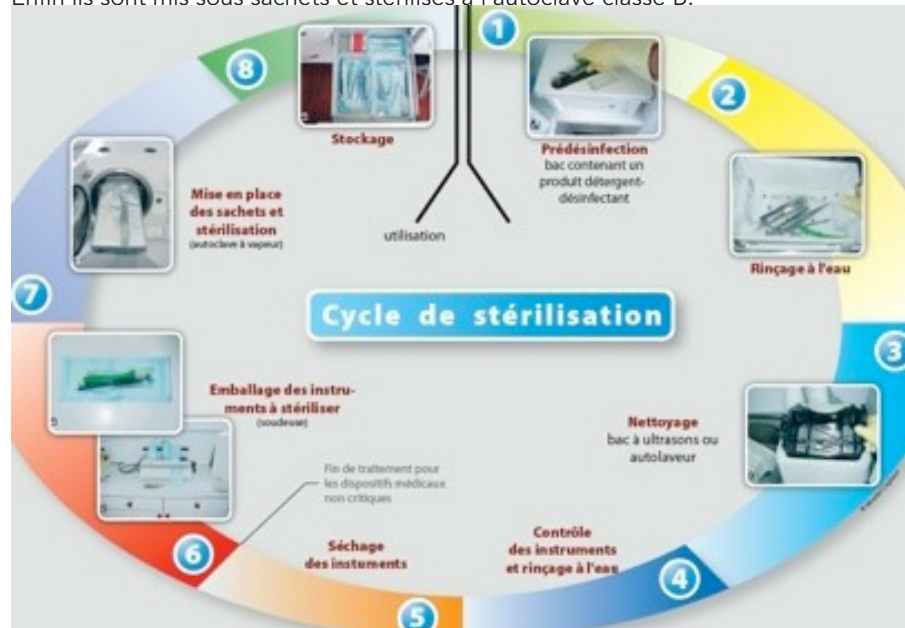 Enfin ils sont mis sous sachets et stérilisés à l'autoclave classe B.
1
Prédésinfection
bac contenant un
produit détergent-
désinfectant
2
Rinçage à l'eau
3
Nettoyage
bac à ultrasons ou
autolaveur
4
Contrôle
des instruments
et rinçage à l'eau
5
Séchage
des instuments
6
Emballage des instru-
ments à stériliser
(soudeuse)
Fin de traitement pour
les dispositifs médicaux
non critiques
7
Mise en place
des sachets et
stérilisation
(autoclave à vapeur)
8
Stockage
utilisation
Cycle de stérilisation